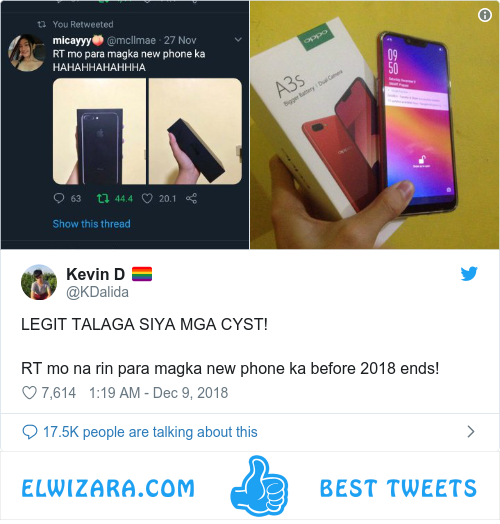 You Retweeted
micayyy🍑 @mcllmae · 27 Nov
RT mo para magka new phone ka
HAHAHHAHAHHHA
63 44.4 20.1
Show this thread
oppo
A3s
Bigger Battery · Dual Camera
09
50
Kevin D 🏳️‍🌈
@KDalida
LEGIT TALAGA SIYA MGA CYST!
RT mo na rin para magka new phone ka before 2018 ends!
7,614 1:19 AM - Dec 9, 2018
17.5K people are talking about this
ELWIZARA.COM BEST TWEETS